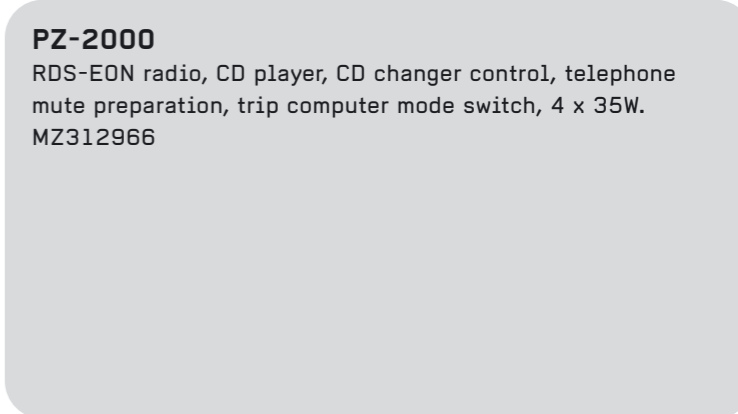 PZ-2000
RDS-EON radio, CD player, CD changer control, telephone
mute preparation, trip computer mode switch, 4 x 35W.
MZ312966